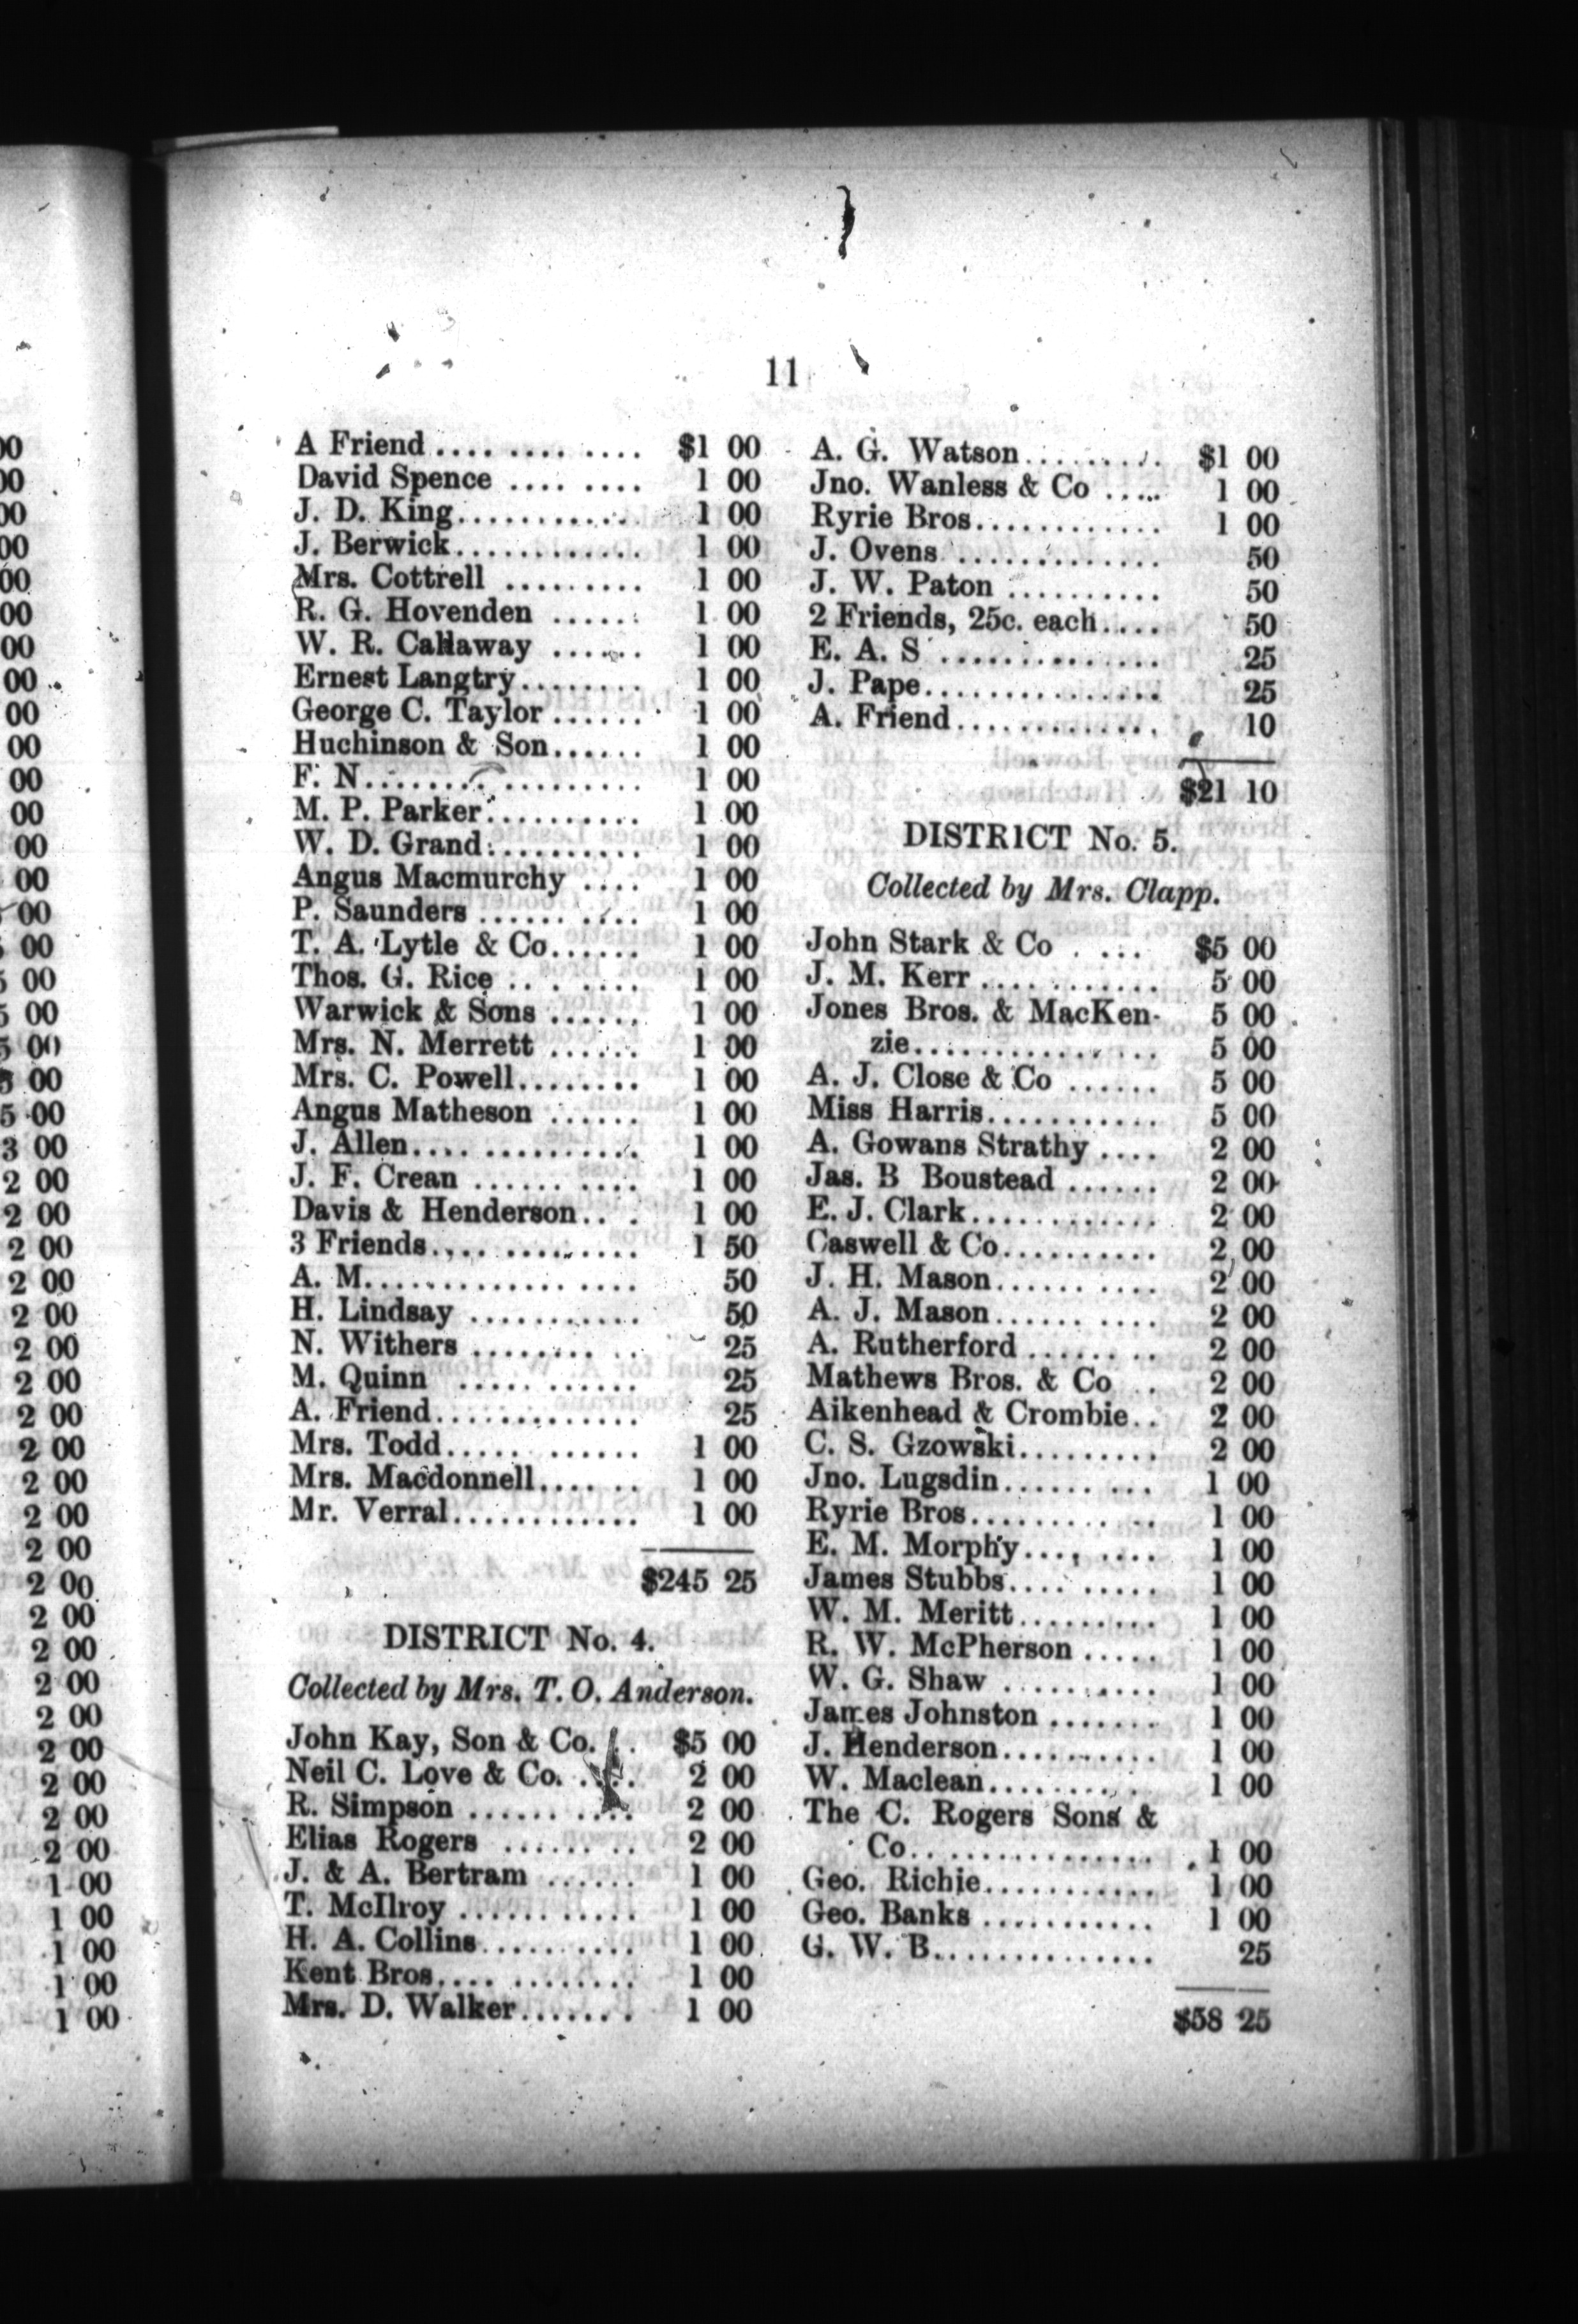 11
A Friend .... .... .... $1 00
David Spence .... .... 1 00
J. D. King............ 1 00
J. Berwick............ 1 00
Mrs. Cottrell ......... 1 00
R. G. Hovenden ...... 1 00
W. R. Callaway ...... 1 00
Ernest Langtry........ 1 00
George C. Taylor ...... 1 00
Huchinson & Son...... 1 00
F. N.................. 1 00
M. P. Parker.......... 1 00
W. D. Grand.......... 1 00
Angus Macmurchy .... 1 00
P. Saunders .......... 1 00
T. A. Lytle & Co...... 1 00
Thos. G. Rice ........ 1 00
Warwick & Sons ...... 1 00
Mrs. N. Merrett ...... 1 00
Mrs. C. Powell........ 1 00
Angus Matheson ...... 1 00
J. Allen.... .......... 1 00
J. F. Crean .......... 1 00
Davis & Henderson.. . 1 00
3 Friends.... ......... 1 50
A. M.................. 50
H. Lindsay ........... 50
N. Withers ........ .. 25
M. Quinn ........... 25
A. Friend............. 25
Mrs. Todd..... ...... 1 00
Mrs. Macdonnell....... 1 00
Mr. Verral............ 1 00
$245 25
DISTRICT No. 4.
Collected by Mrs. T. O. Anderson.
John Kay, Son & Co. . . $5 00
Neil C. Love & Co. .... 2 00
R. Simpson .......... 2 00
Elias Rogers ........ 2 00
J. & A. Bertram ...... 1 00
T. McIlroy ........... 1 00
H. A. Collins.......... 1 00
Kent Bros.... ........ 1 00
Mrs. D. Walker....... 1 00
A. G. Watson......... $1 00
Jno. Wanless & Co ..... 1 00
Ryrie Bros............ 1 00
J. Ovens ............. 50
J. W. Paton .......... 50
2 Friends, 25c. each.... 50
E. A. S .............. 25
J. Pape............... 25
A. Friend............. 10
$21 10
DISTRICT No. 5.
Collected by Mrs. Clapp.
John Stark & Co . ... $5 00
J. M. Kerr ............ 5 00
Jones Bros. & MacKen- 5 00
zie............... 5 00
A. J. Close & Co ...... 5 00
Miss Harris........... 5 00
A. Gowans Strathy .... 2 00
Jas. B Boustead ...... 2 00
E. J. Clark............ 2 00
Caswell & Co.......... 2 00
J. H. Mason.......... 2 00
A. J. Mason...... .... 2 00
A. Rutherford ........ 2 00
Mathews Bros. & Co .. 2 00
Aikenhead & Crombie.. 2 00
C. S. Gzowski......... 2 00
Jno. Lugsdin...... ... 1 00
Ryrie Bros............ 1 00
E. M. Morphy........ 1 00
James Stubbs......... 1 00
W. M. Meritt......... 1 00
R. W. McPherson ..... 1 00
W. G. Shaw .......... 1 00
James Johnston ....... 1 00
J. Henderson.......... 1 00
W. Maclean.......... 1 00
The C. Rogers Sons &
Co............... 1 00
Geo. Richie........... 1 00
Geo. Banks ........... 1 00
G. W. B.............. 25
$58 25